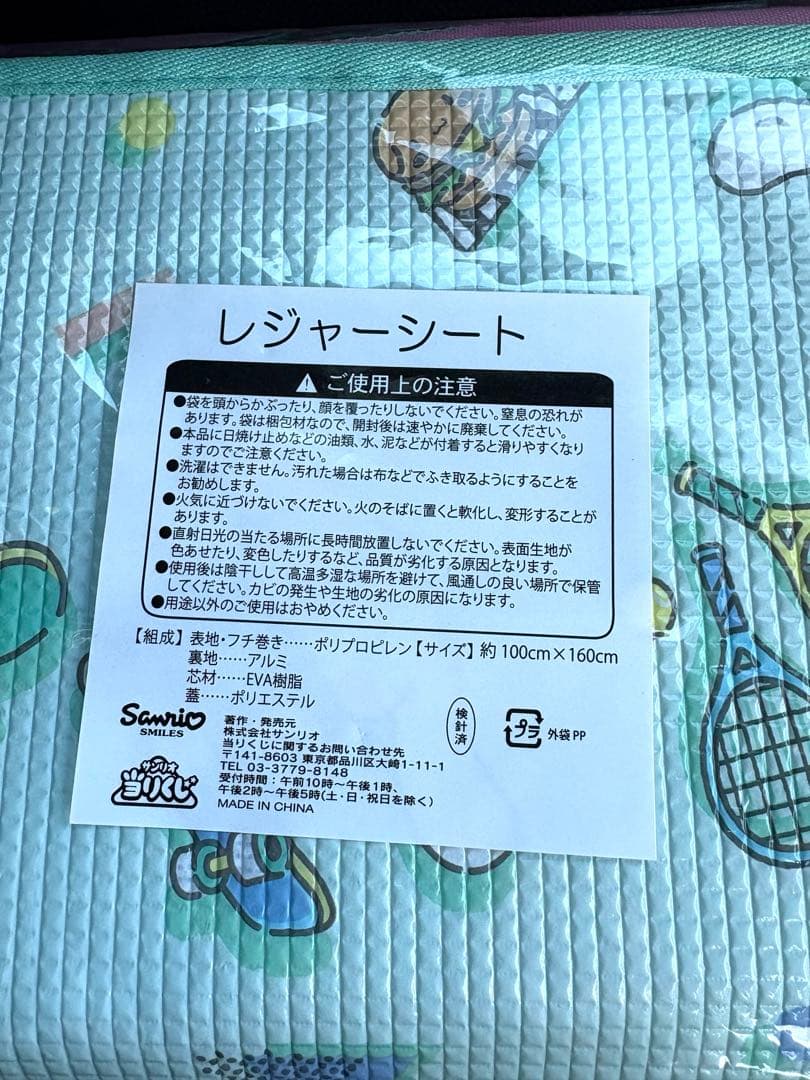 レジャーシート
ご使用上の注意
●袋を頭からかぶったり、顔を覆ったりしないでください。窒息の恐れが
あります。袋は梱包材なので、開封後は速やかに廃棄してください。
●本品に日焼け止めなどの油類、水、泥などが付着すると滑りやすくなり
ますのでご注意ください。
●洗濯はできません。汚れた場合は布などでふき取るようにすることを
お勧めします。
●火気に近づけないでください。火のそばに置くと軟化し、変形することが
あります。
●直射日光の当たる場所に長時間放置しないでください。表面生地が
色あせたり、変色したりするなど、品質が劣化する原因となります。
●使用後は陰干しして高温多湿な場所を避けて、風通しの良い場所で保管
してください。カビの発生や生地の劣化の原因になります。
●用途以外のご使用はおやめください。
【組成】表地・フチ巻き……ポリプロピレン【サイズ】約100cm×160cm
裏地……アルミ
芯材……EVA樹脂
蓋……ポリエステル
Sanrio
SMILES
サンリオ
当りくじ
著作・発売元
株式会社サンリオ
当りくじに関するお問い合わせ先
〒141-8603 東京都品川区大崎1-11-1
TEL 03-3779-8148
受付時間:午前10時～午後1時、
午後2時～午後5時(土・日・祝日を除く)
MADE IN CHINA
検針済
プラ 外袋PP